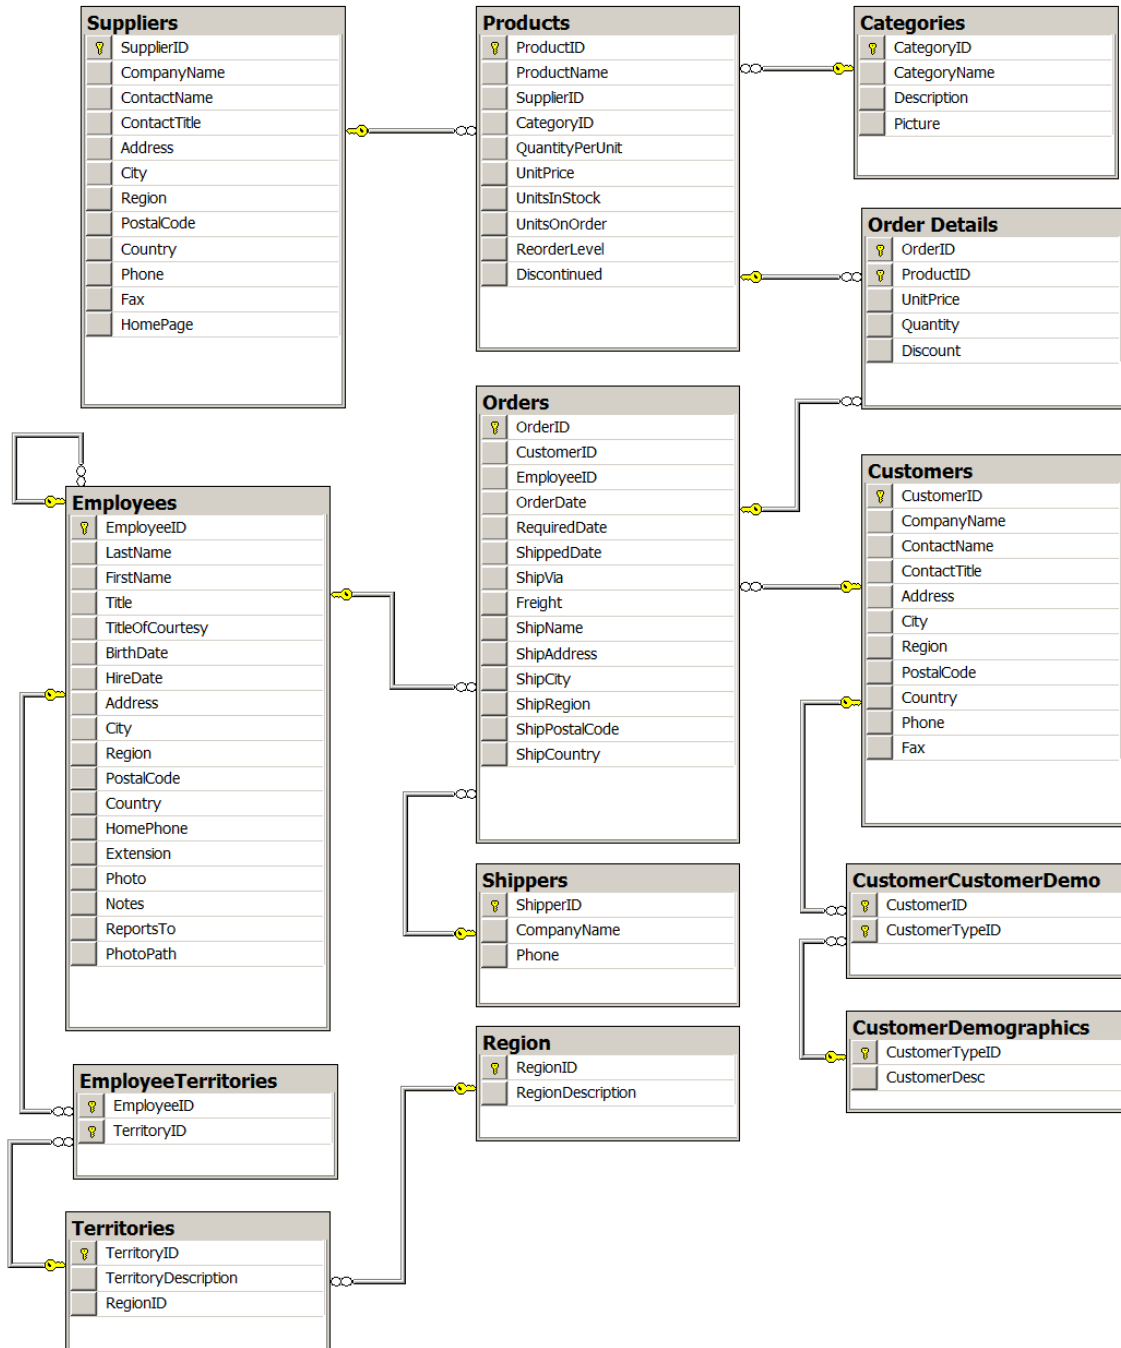 Suppliers
SupplierID
CompanyName
ContactName
ContactTitle
Address
City
Region
PostalCode
Country
Phone
Fax
HomePage
Products
ProductID
ProductName
SupplierID
CategoryID
QuantityPerUnit
UnitPrice
UnitsInStock
UnitsOnOrder
ReorderLevel
Discontinued
Categories
CategoryID
CategoryName
Description
Picture
Order Details
OrderID
ProductID
UnitPrice
Quantity
Discount
Employees
EmployeeID
LastName
FirstName
Title
TitleOfCourtesy
BirthDate
HireDate
Address
City
Region
PostalCode
Country
HomePhone
Extension
Photo
Notes
ReportsTo
PhotoPath
Orders
OrderID
CustomerID
EmployeeID
OrderDate
RequiredDate
ShippedDate
ShipVia
Freight
ShipName
ShipAddress
ShipCity
ShipRegion
ShipPostalCode
ShipCountry
Customers
CustomerID
CompanyName
ContactName
ContactTitle
Address
City
Region
PostalCode
Country
Phone
Fax
Shippers
ShipperID
CompanyName
Phone
CustomerCustomerDemo
CustomerID
CustomerTypeID
CustomerDemographics
CustomerTypeID
CustomerDesc
Region
RegionID
RegionDescription
EmployeeTerritories
EmployeeID
TerritoryID
Territories
TerritoryID
TerritoryDescription
RegionID